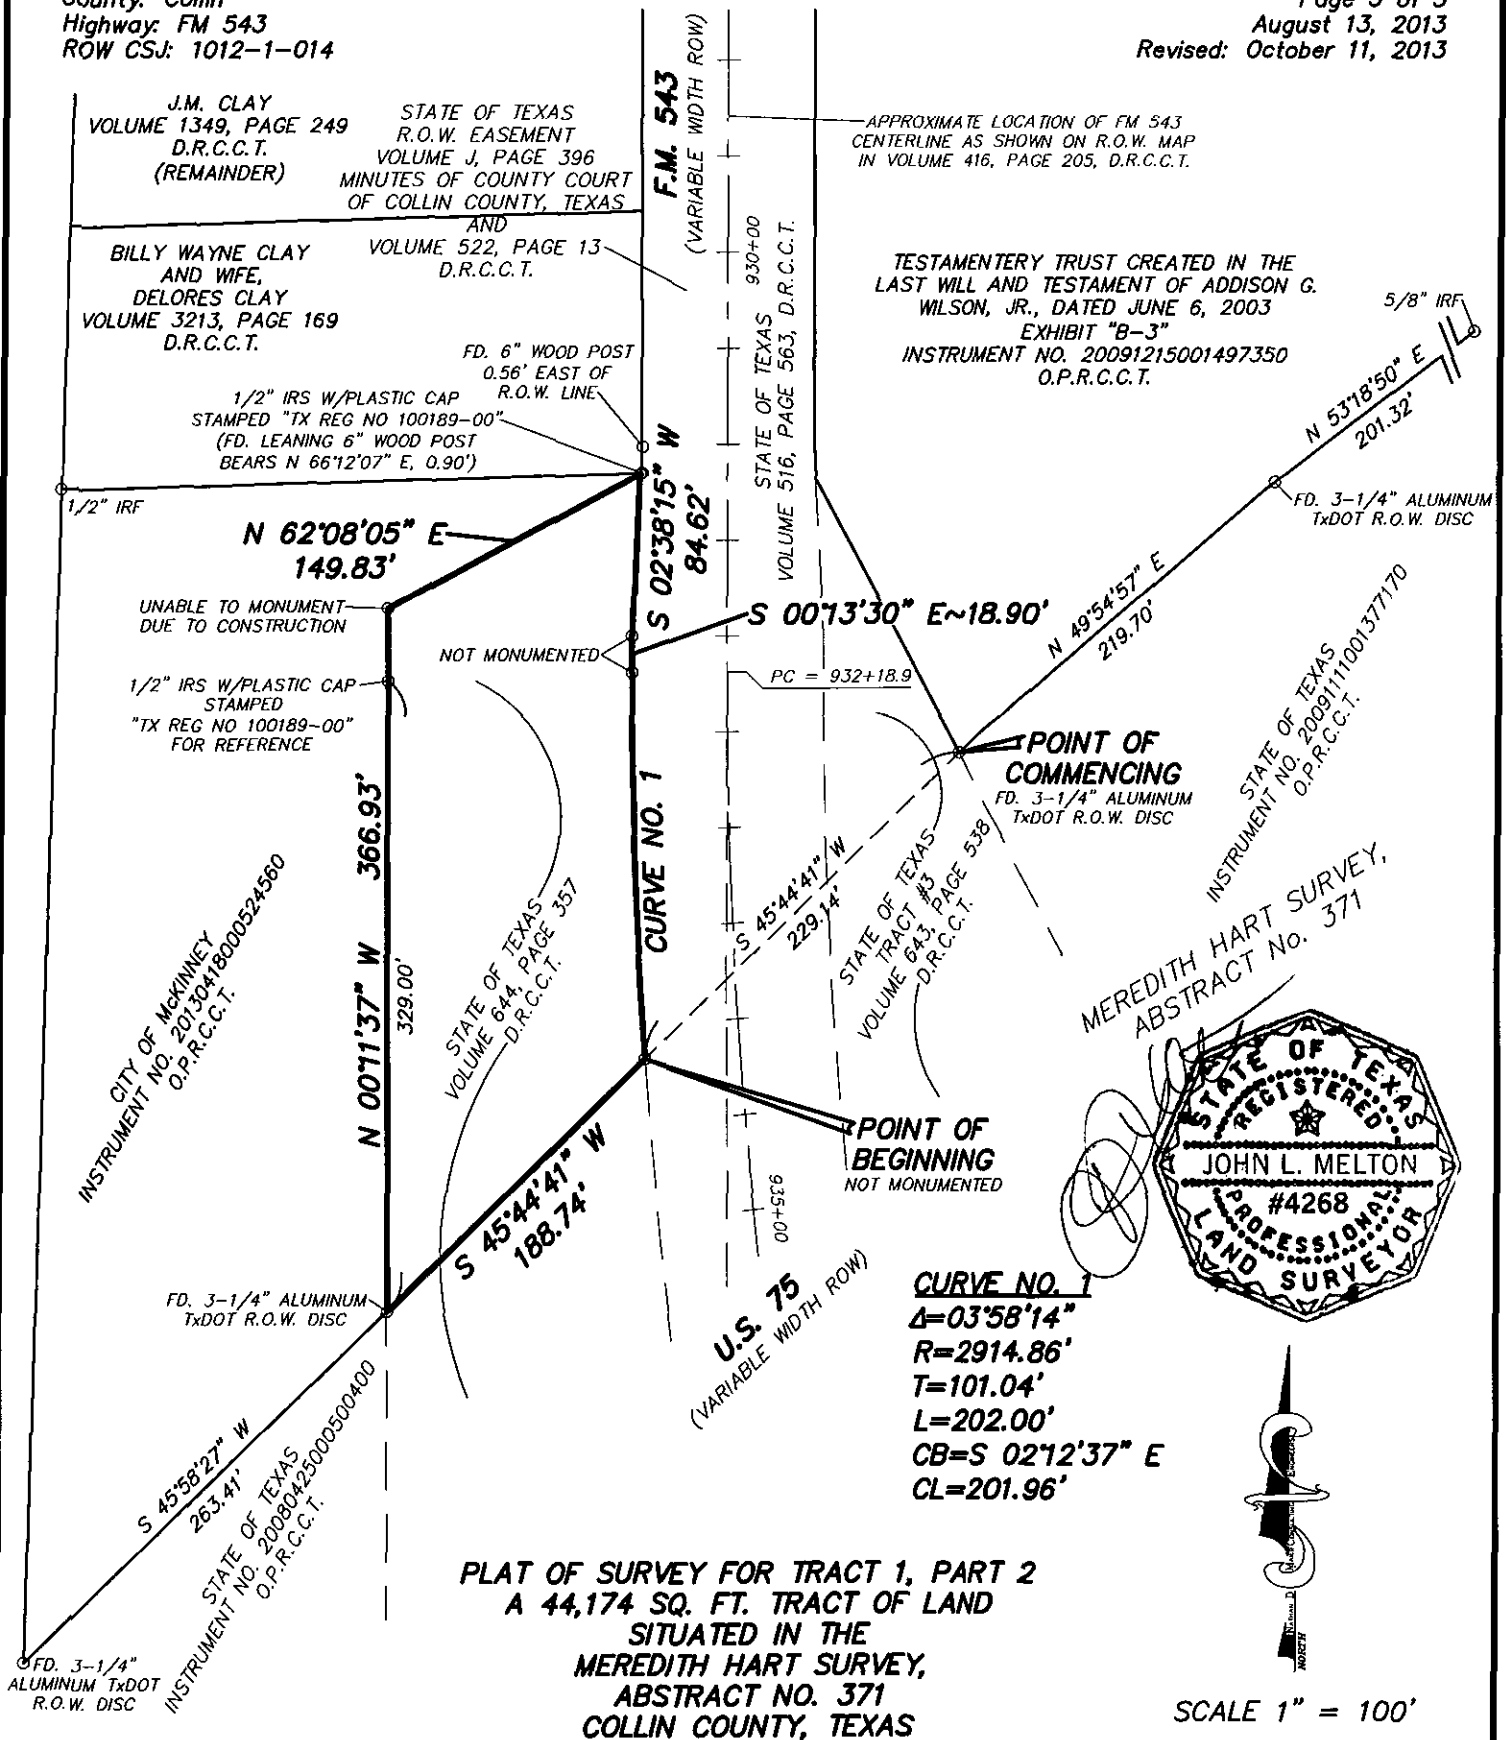 County: Collin
Highway: FM 543
ROW CSJ: 1012-1-014
Page 5 of 5
August 13, 2013
Revised: October 11, 2013
J.M. CLAY
VOLUME 1349, PAGE 249
D.R.C.C.T.
(REMAINDER)
STATE OF TEXAS
R.O.W. EASEMENT
VOLUME J, PAGE 396
MINUTES OF COUNTY COURT
OF COLLIN COUNTY, TEXAS
AND
VOLUME 522, PAGE 13
D.R.C.C.T.
F.M. 543
(VARIABLE WIDTH ROW)
APPROXIMATE LOCATION OF FM 543
CENTERLINE AS SHOWN ON R.O.W. MAP
IN VOLUME 416, PAGE 205, D.R.C.C.T.
BILLY WAYNE CLAY
AND WIFE,
DELORES CLAY
VOLUME 3213, PAGE 169
D.R.C.C.T.
930+00
STATE OF TEXAS
VOLUME 516, PAGE 563, D.R.C.C.T.
TESTAMENTERY TRUST CREATED IN THE
LAST WILL AND TESTAMENT OF ADDISON G.
WILSON, JR., DATED JUNE 6, 2003
EXHIBIT "B-3"
INSTRUMENT NO. 20091215001497350
O.P.R.C.C.T.
5/8" IRF
N 53°18'50" E
201.32'
FD. 6" WOOD POST
0.56' EAST OF
R.O.W. LINE
1/2" IRS W/PLASTIC CAP
STAMPED "TX REG NO 100189-00"
(FD. LEANING 6" WOOD POST
BEARS N 66°12'07" E, 0.90')
1/2" IRF
N 62°08'05" E
149.83'
S 02°38'15" W
84.62'
FD. 3-1/4" ALUMINUM
TxDOT R.O.W. DISC
N 49°54'57" E
219.70'
UNABLE TO MONUMENT
DUE TO CONSTRUCTION
S 00°13'30" E~18.90'
NOT MONUMENTED
PC = 932+18.9
1/2" IRS W/PLASTIC CAP
STAMPED
"TX REG NO 100189-00"
FOR REFERENCE
STATE OF TEXAS
INSTRUMENT NO. 20091111001377170
O.P.R.C.C.T.
POINT OF
COMMENCING
FD. 3-1/4" ALUMINUM
TxDOT R.O.W. DISC
N 00°11'37" W 366.93'
329.00'
CURVE NO. 1
S 45°44'41" W
229.14'
STATE OF TEXAS
TRACT #3
VOLUME 643, PAGE 538
D.R.C.C.T.
MEREDITH HART SURVEY,
ABSTRACT No. 371
CITY OF McKINNEY
INSTRUMENT NO. 20130418000524560
O.P.R.C.C.T.
STATE OF TEXAS
VOLUME 644, PAGE 357
D.R.C.C.T.
STATE OF TEXAS
REGISTERED
JOHN L. MELTON
#4268
PROFESSIONAL
LAND SURVEYOR
POINT OF
BEGINNING
NOT MONUMENTED
S 45°44'41" W
188.74'
935+00
U.S. 75
(VARIABLE WIDTH ROW)
FD. 3-1/4" ALUMINUM
TxDOT R.O.W. DISC
CURVE NO. 1
Δ=03°58'14"
R=2914.86'
T=101.04'
L=202.00'
CB=S 02°12'37" E
CL=201.96'
S 45°58'27" W
263.41'
STATE OF TEXAS
INSTRUMENT NO. 20080425000500400
O.P.R.C.C.T.
FD. 3-1/4"
ALUMINUM TxDOT
R.O.W. DISC
NORTH
PLAT OF SURVEY FOR TRACT 1, PART 2
A 44,174 SQ. FT. TRACT OF LAND
SITUATED IN THE
MEREDITH HART SURVEY,
ABSTRACT NO. 371
COLLIN COUNTY, TEXAS
SCALE 1" = 100'